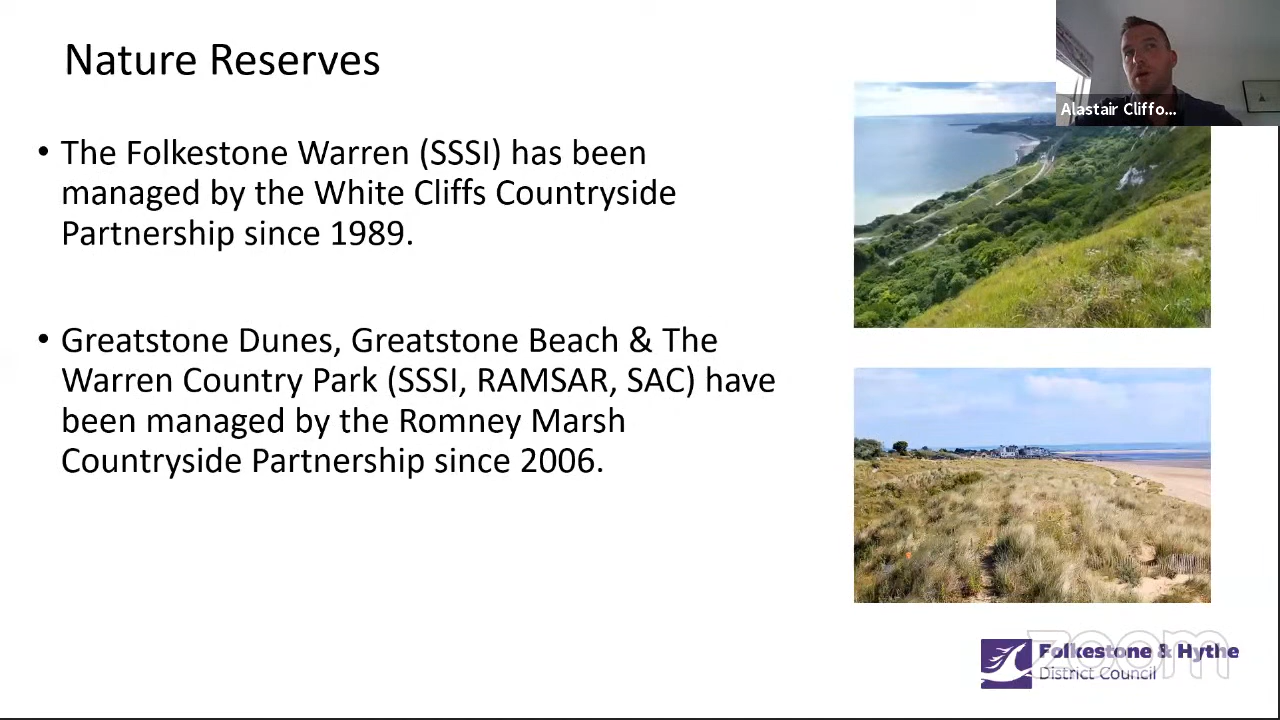 Nature Reserves
Alastair Cliffo...
• The Folkestone Warren (SSSI) has been
managed by the White Cliffs Countryside
Partnership since 1989.
• Greatstone Dunes, Greatstone Beach & The
Warren Country Park (SSSI, RAMSAR, SAC) have
been managed by the Romney Marsh
Countryside Partnership since 2006.
zoom
Folkestone & Hythe
District Council